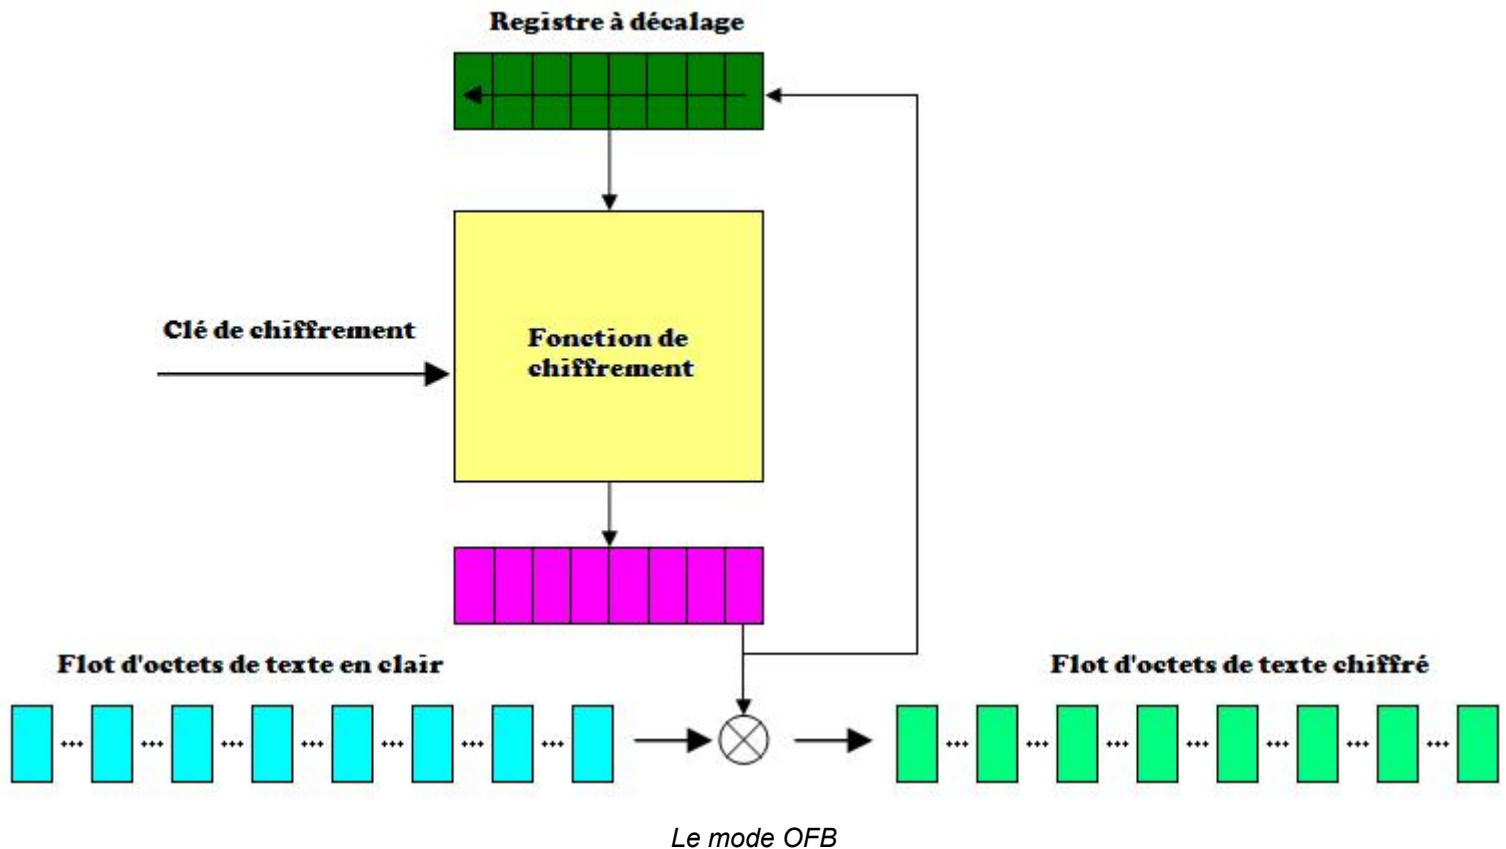 Registre à décalage
Clé de chiffrement
Fonction de
chiffrement
Flot d'octets de texte en clair
Flot d'octets de texte chiffré
... ... ... ... ... ... ...
... ... ... ... ... ... ...
Le mode OFB